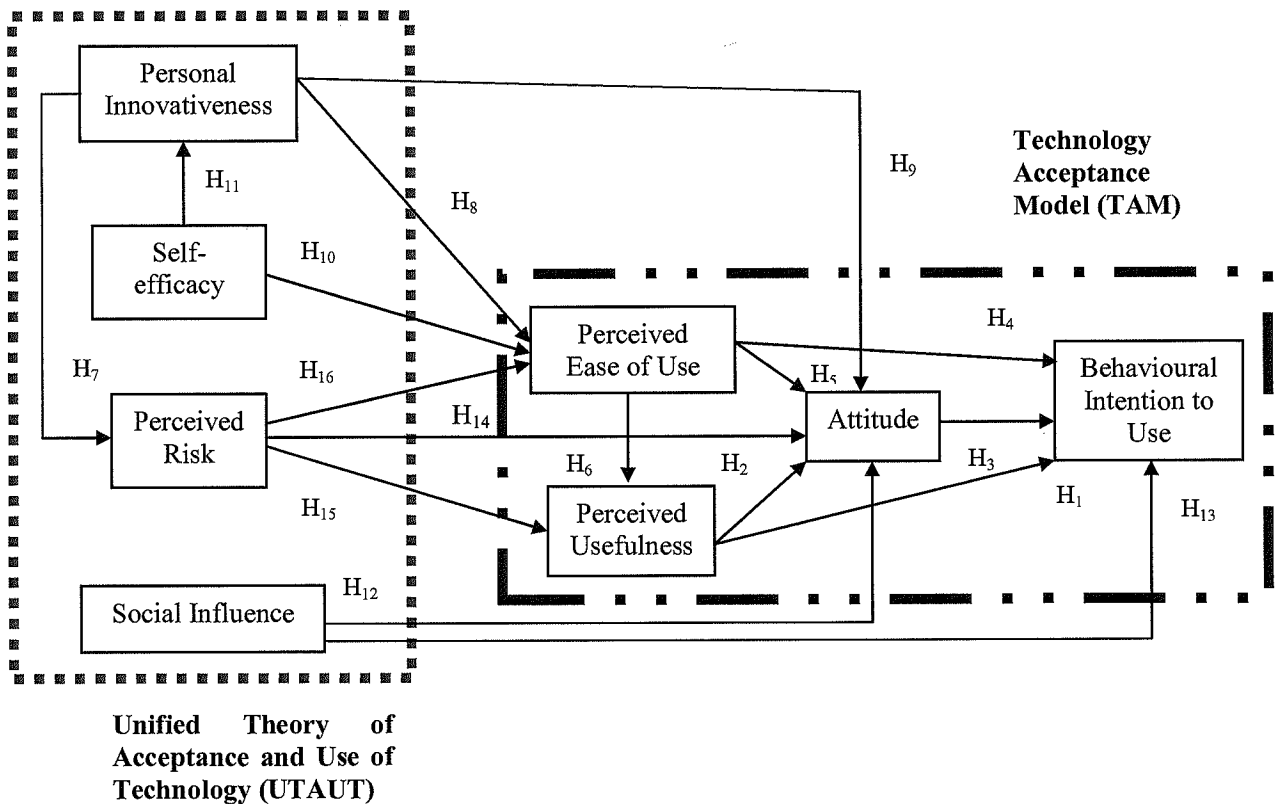 Personal
Innovativeness
H₁₁
Self-
efficacy
H₁₀
H₈
H₉
Technology
Acceptance
Model (TAM)
H₇
H₁₆
Perceived
Risk
H₁₄
H₁₅
Perceived
Ease of Use
H₄
H₅
Behavioural
Intention to
Use
Attitude
H₆
H₂
H₃
Perceived
Usefulness
H₁
H₁₃
H₁₂
Social Influence
Unified Theory of
Acceptance and Use of
Technology (UTAUT)